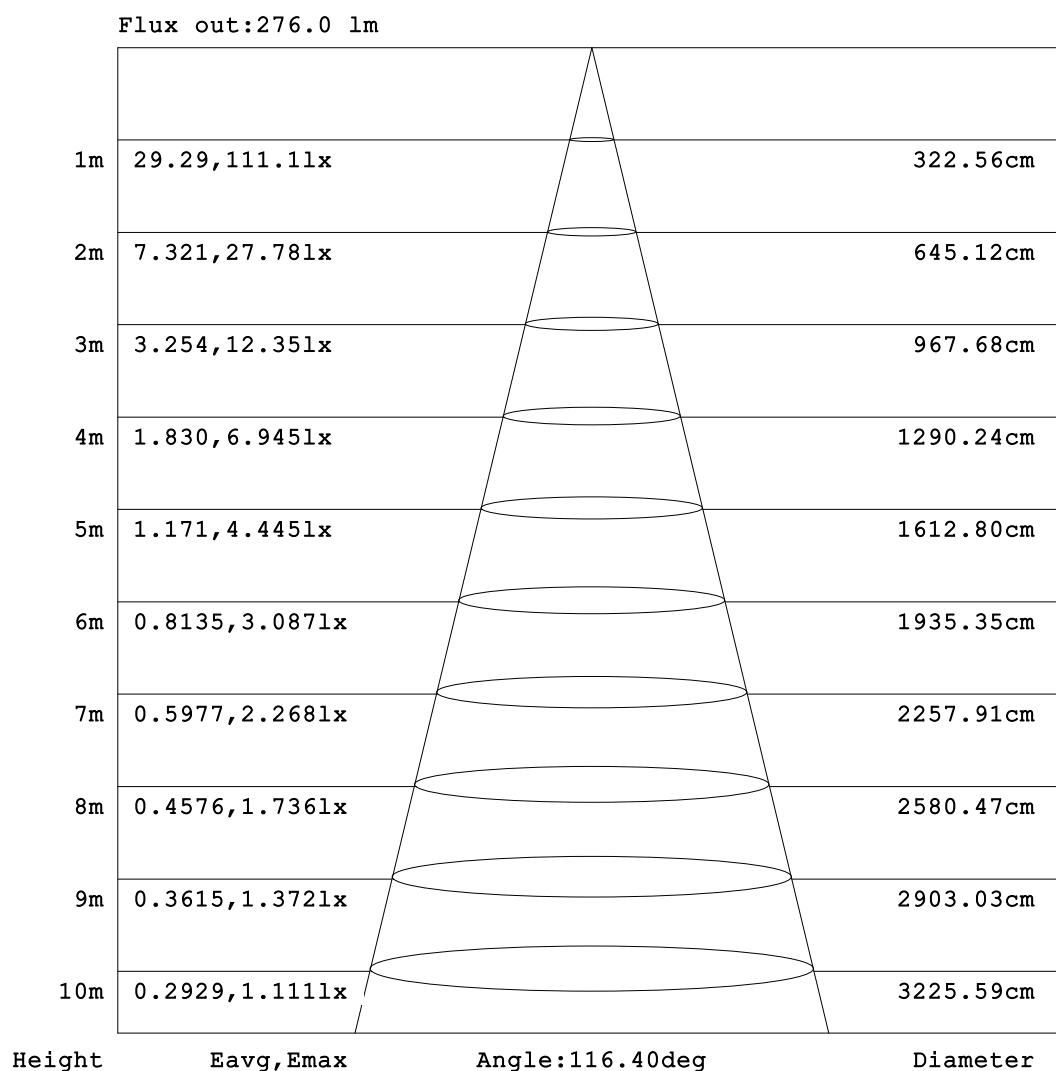 Flux out:276.0 lm
1m 29.29,111.1lx 322.56cm
2m 7.321,27.78lx 645.12cm
3m 3.254,12.35lx 967.68cm
4m 1.830,6.945lx 1290.24cm
5m 1.171,4.445lx 1612.80cm
6m 0.8135,3.087lx 1935.35cm
7m 0.5977,2.268lx 2257.91cm
8m 0.4576,1.736lx 2580.47cm
9m 0.3615,1.372lx 2903.03cm
10m 0.2929,1.111lx 3225.59cm
Height Eavg,Emax Angle:116.40deg Diameter